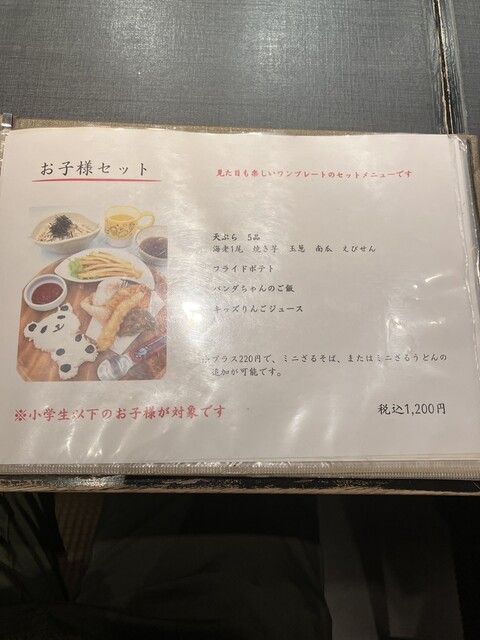 お子様セット
見た目も楽しいワンプレートのセットメニューです
天ぷら 5品
海老1尾 焼き芋 玉葱 南瓜 えびせん
フライドポテト
パンダちゃんのご飯
キッズりんごジュース
※プラス220円で、ミニざるそば、またはミニざるうどんの
追加が可能です。
※小学生以下のお子様が対象です
税込1,200円